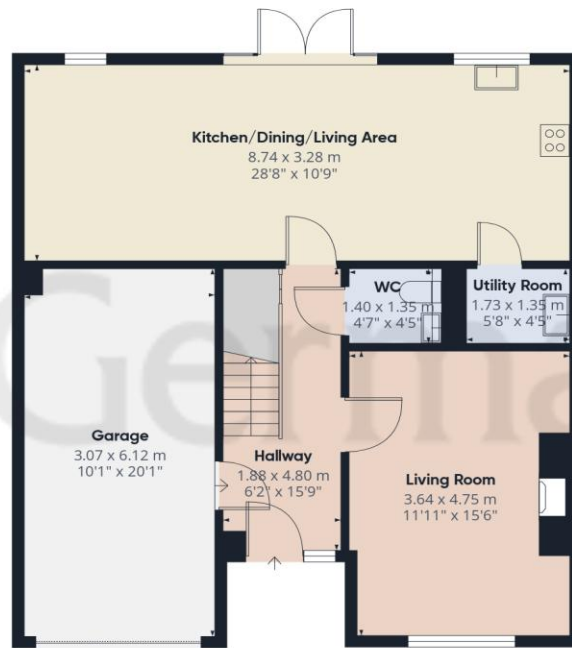 Kitchen/Dining/Living Area
8.74 x 3.28 m
28'8" x 10'9"
WC
1.40 x 1.35 m
4'7" x 4'5"
Utility Room
1.73 x 1.35 m
5'8" x 4'5"
Garage
3.07 x 6.12 m
10'1" x 20'1"
Hallway
1.88 x 4.80 m
6'2" x 15'9"
Living Room
3.64 x 4.75 m
11'11" x 15'6"